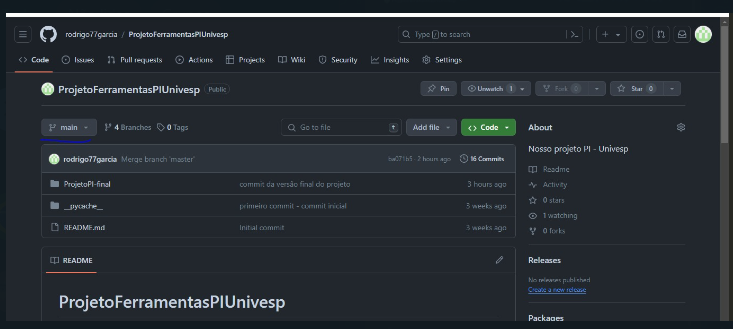 rodrigo77garcia / ProjetoFerramentasPIUnivesp
Type / to search
Code Issues Pull requests Actions Projects Wiki Security Insights Settings
ProjetoFerramentasPIUnivesp Public
Pin Unwatch 1 Fork 0 Star 0
main 4 Branches 0 Tags
Go to file t
Add file Code
About
rodrigo77garcia Merge branch 'master'
2 hours ago 16 Commits
Nosso projeto PI - Univesp
ProjetoPI-final commit da versão final do projeto 3 hours ago
__pycache__ primeiro commit - commit inicial 3 weeks ago
README.md Initial commit 3 weeks ago
Readme
Activity
0 stars
1 watching
0 forks
README
ProjetoFerramentasPIUnivesp
Releases
No releases published
Create a new release
Packages